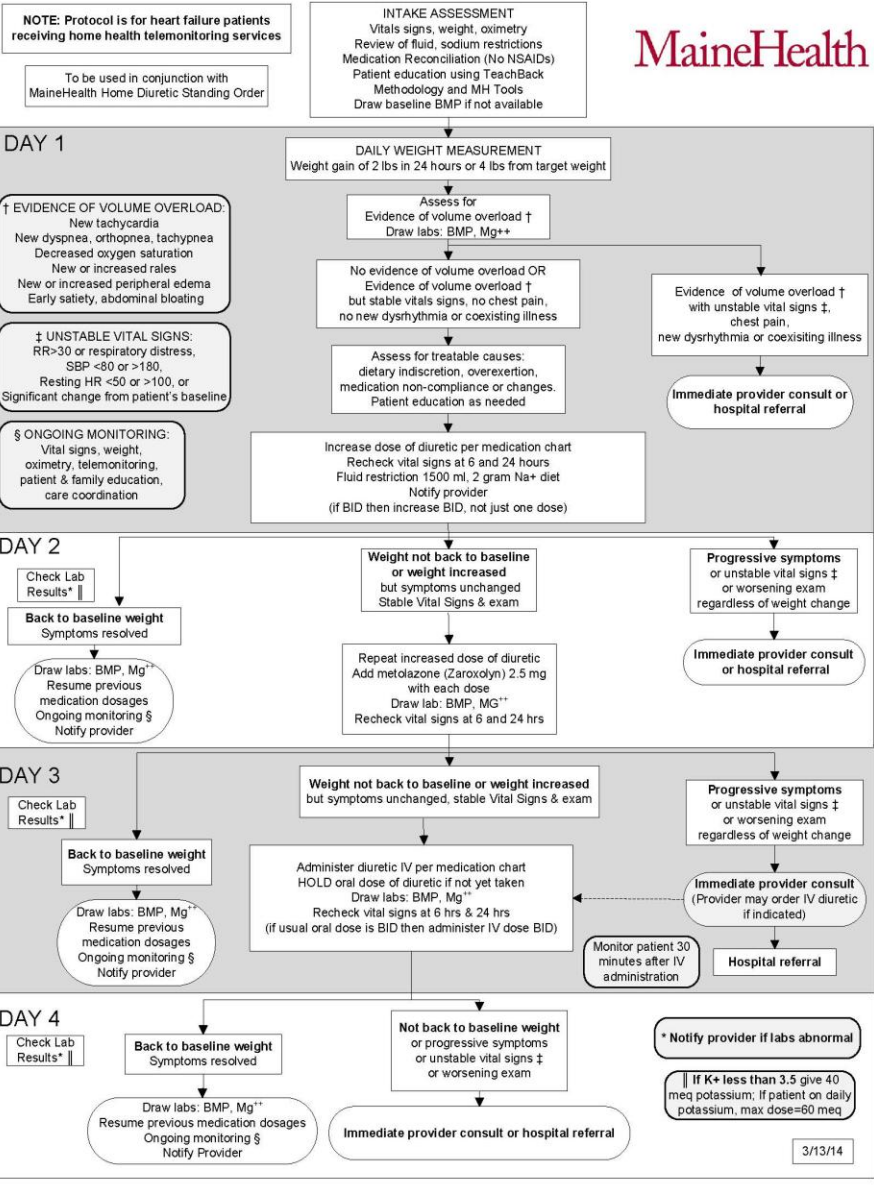 NOTE: Protocol is for heart failure patients
receiving home health telemonitoring services
To be used in conjunction with
MaineHealth Home Diuretic Standing Order
INTAKE ASSESSMENT
Vitals signs, weight, oximetry
Review of fluid, sodium restrictions
Medication Reconciliation (No NSAIDs)
Patient education using TeachBack
Methodology and MH Tools
Draw baseline BMP if not available
MaineHealth
DAY 1
DAILY WEIGHT MEASUREMENT
Weight gain of 2 lbs in 24 hours or 4 lbs from target weight
† EVIDENCE OF VOLUME OVERLOAD:
New tachycardia
New dyspnea, orthopnea, tachypnea
Decreased oxygen saturation
New or increased rales
New or increased peripheral edema
Early satiety, abdominal bloating
‡ UNSTABLE VITAL SIGNS:
RR>30 or respiratory distress,
SBP <80 or >180,
Resting HR <50 or >100, or
Significant change from patient's baseline
§ ONGOING MONITORING:
Vital signs, weight,
oximetry, telemonitoring,
patient & family education,
care coordination
Assess for
Evidence of volume overload †
Draw labs: BMP, Mg++
No evidence of volume overload OR
Evidence of volume overload †
but stable vitals signs, no chest pain,
no new dysrhythmia or coexisting illness
Evidence of volume overload †
with unstable vital signs ‡,
chest pain,
new dysrhythmia or coexisiting illness
Assess for treatable causes:
dietary indiscretion, overexertion,
medication non-compliance or changes.
Patient education as needed
Immediate provider consult or
hospital referral
Increase dose of diuretic per medication chart
Recheck vital signs at 6 and 24 hours
Fluid restriction 1500 ml, 2 gram Na+ diet
Notify provider
(if BID then increase BID, not just one dose)
DAY 2
Check Lab
Results* ‖
Back to baseline weight
Symptoms resolved
Draw labs: BMP, Mg++
Resume previous
medication dosages
Ongoing monitoring §
Notify provider
Weight not back to baseline
or weight increased
but symptoms unchanged
Stable Vital Signs & exam
Repeat increased dose of diuretic
Add metolazone (Zaroxolyn) 2.5 mg
with each dose
Draw lab: BMP, MG++
Recheck vital signs at 6 and 24 hrs
Progressive symptoms
or unstable vital signs ‡
or worsening exam
regardless of weight change
Immediate provider consult
or hospital referral
DAY 3
Check Lab
Results* ‖
Back to baseline weight
Symptoms resolved
Draw labs: BMP, Mg++
Resume previous
medication dosages
Ongoing monitoring §
Notify provider
Weight not back to baseline or weight increased
but symptoms unchanged, stable Vital Signs & exam
Administer diuretic IV per medication chart
HOLD oral dose of diuretic if not yet taken
Draw labs: BMP, Mg++
Recheck vital signs at 6 hrs & 24 hrs
(if usual oral dose is BID then administer IV dose BID)
Progressive symptoms
or unstable vital signs ‡
or worsening exam
regardless of weight change
Immediate provider consult
(Provider may order IV diuretic
if indicated)
Monitor patient 30
minutes after IV
administration
Hospital referral
DAY 4
Check Lab
Results* ‖
Back to baseline weight
Symptoms resolved
Draw labs: BMP, Mg++
Resume previous medication dosages
Ongoing monitoring §
Notify Provider
Not back to baseline weight
or progressive symptoms
or unstable vital signs ‡
or worsening exam
Immediate provider consult or hospital referral
* Notify provider if labs abnormal
‖ If K+ less than 3.5 give 40
meq potassium; If patient on daily
potassium, max dose=60 meq
3/13/14